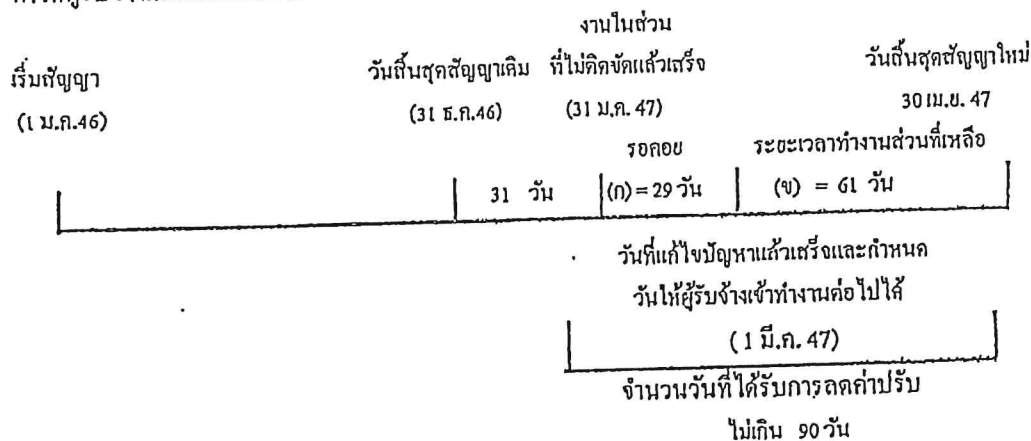 งานในส่วน
เริ่มสัญญา
วันสิ้นสุดสัญญาเดิม
ที่ไม่ติดขัดแล้วเสร็จ
วันสิ้นสุดสัญญาใหม่
(1 ม.ค.46)
(31 ธ.ค.46)
(31 ม.ค. 47)
30 เม.ย. 47
รอคอย
ระยะเวลาทำงานส่วนที่เหลือ
31 วัน
(ก) = 29 วัน
(ข) = 61 วัน
วันที่แก้ไขปัญหาแล้วเสร็จและกำหนด
วันให้ผู้รับจ้างเข้าทำงานต่อไปได้
(1 มี.ค. 47)
จำนวนวันที่ได้รับการลดค่าปรับ
ไม่เกิน 90 วัน